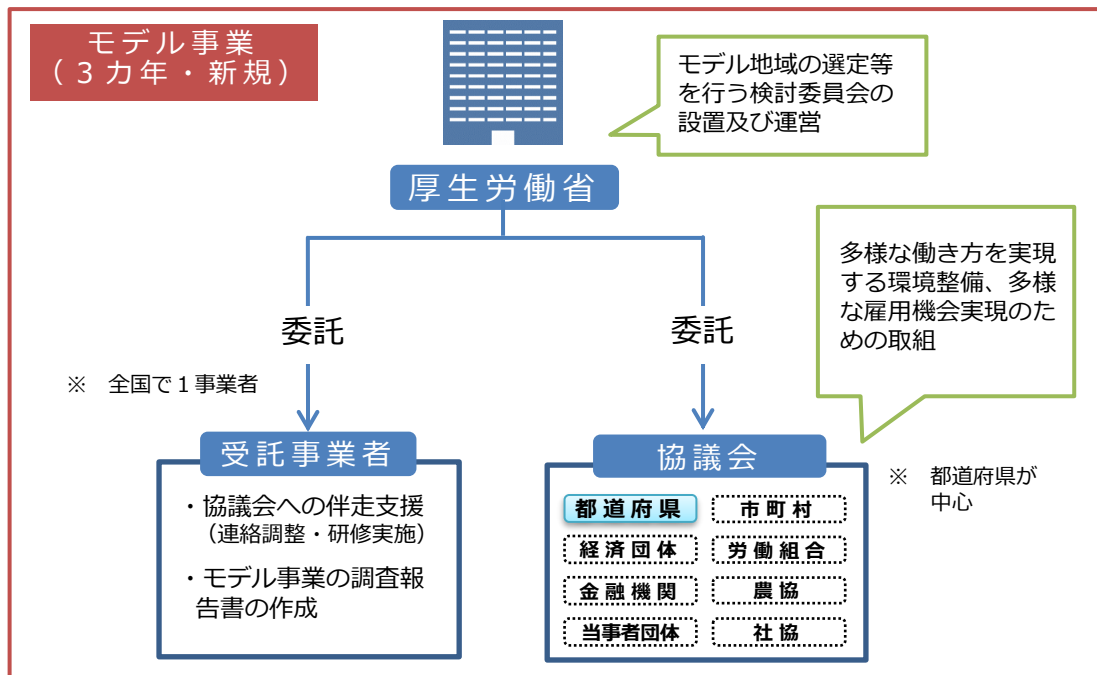 モデル事業
（３カ年・新規）
モデル地域の選定等
を行う検討委員会の
設置及び運営
厚生労働省
多様な働き方を実現
する環境整備、多様
な雇用機会実現のた
めの取組
委託
委託
※　全国で１事業者
受託事業者
・協議会への伴走支援
（連絡調整・研修実施）
・モデル事業の調査報
告書の作成
協議会
※　都道府県が
中心
都道府県
市町村
経済団体
労働組合
金融機関
農協
当事者団体
社協